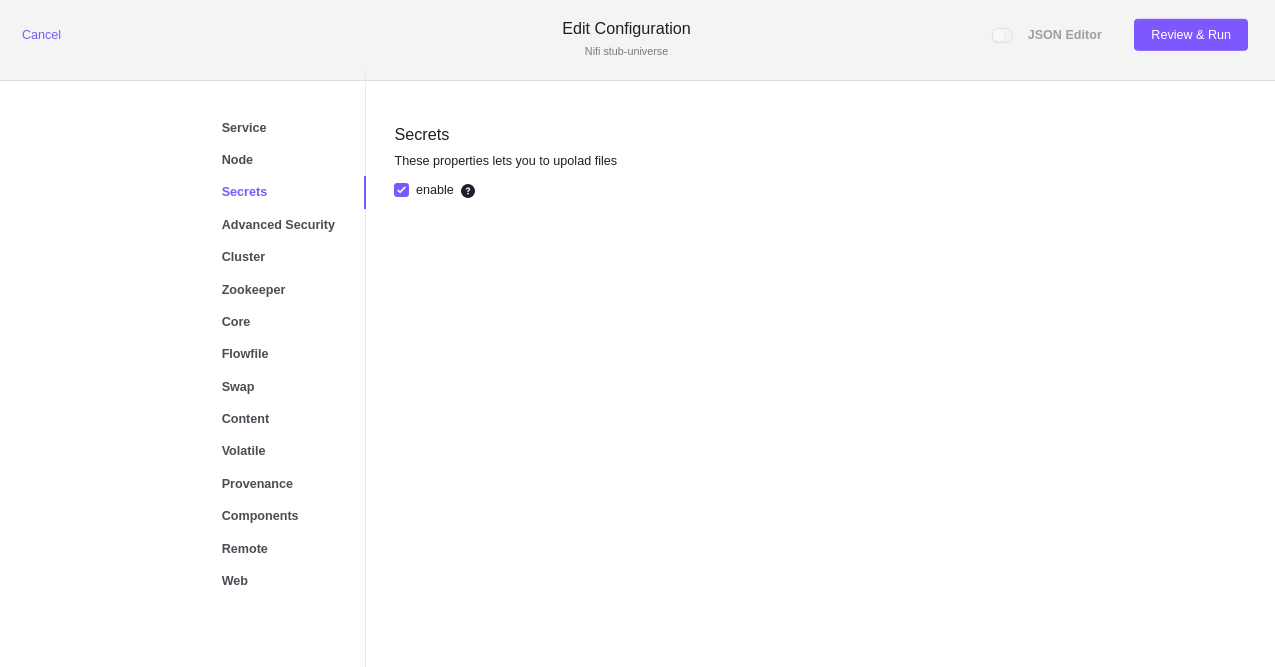 Cancel
Edit Configuration
Nifi stub-universe
JSON Editor
Review & Run
Service
Node
Secrets
Advanced Security
Cluster
Zookeeper
Core
Flowfile
Swap
Content
Volatile
Provenance
Components
Remote
Web
Secrets
These properties lets you to upolad files
enable ?